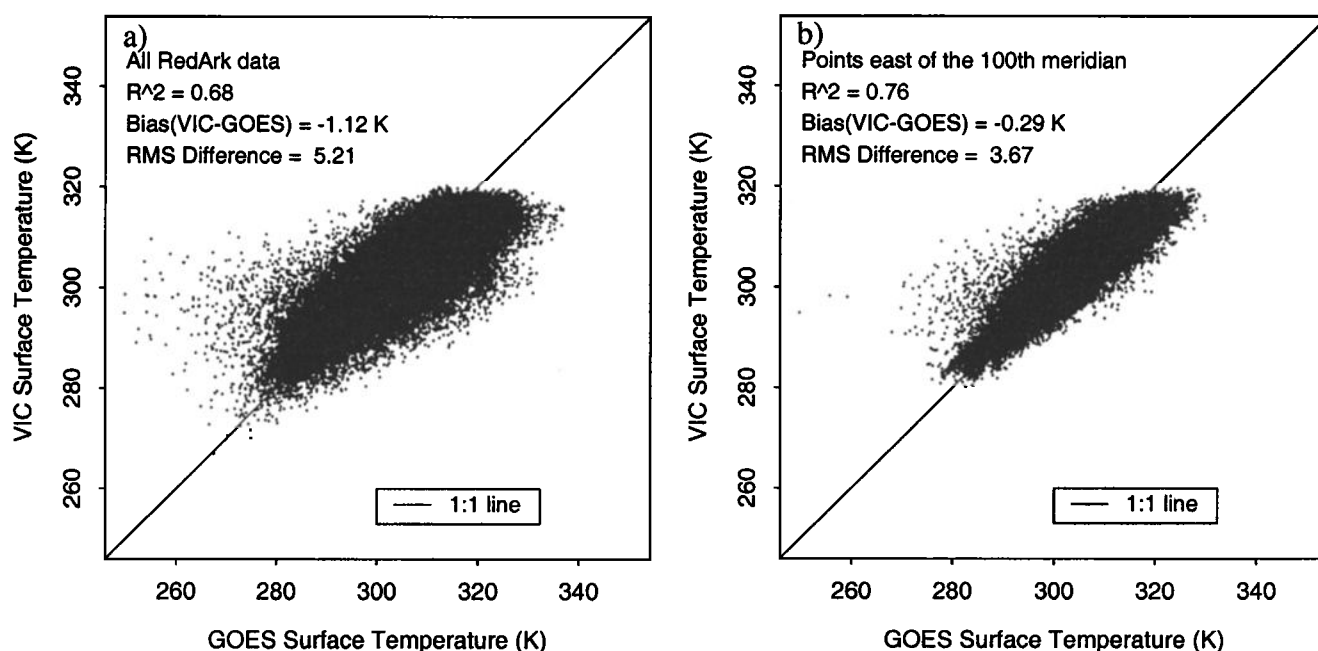 a)
All RedArk data
R^2 = 0.68
Bias(VIC-GOES) = -1.12 K
RMS Difference = 5.21
VIC Surface Temperature (K)
340
320
300
280
260
1:1 line
260 280 300 320 340
GOES Surface Temperature (K)
b)
Points east of the 100th meridian
R^2 = 0.76
Bias(VIC-GOES) = -0.29 K
RMS Difference = 3.67
VIC Surface Temperature (K)
340
320
300
280
260
1:1 line
260 280 300 320 340
GOES Surface Temperature (K)